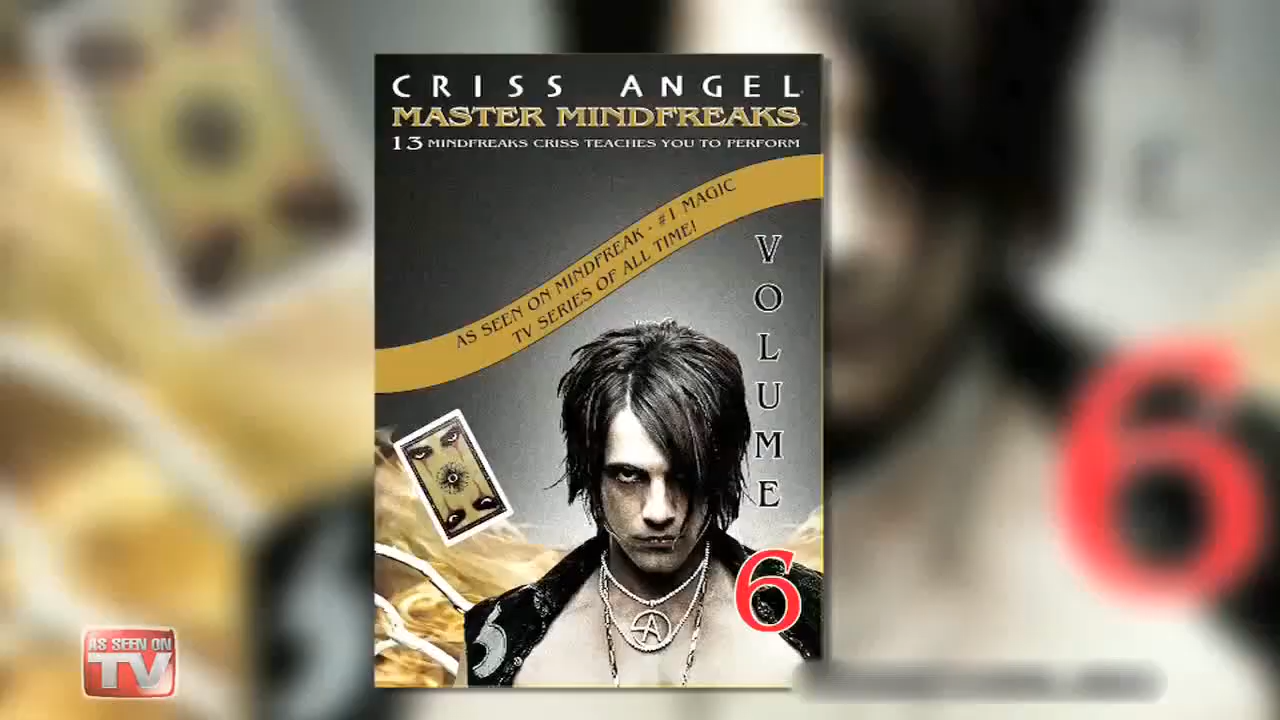 CRISS ANGEL
MASTER MINDFREAKS
13 MINDFREAKS CRISS TEACHES YOU TO PERFORM
AS SEEN ON MINDFREAK - #1 MAGIC
TV SERIES OF ALL TIME!
VOLUME
6
6
AS SEEN ON
TV